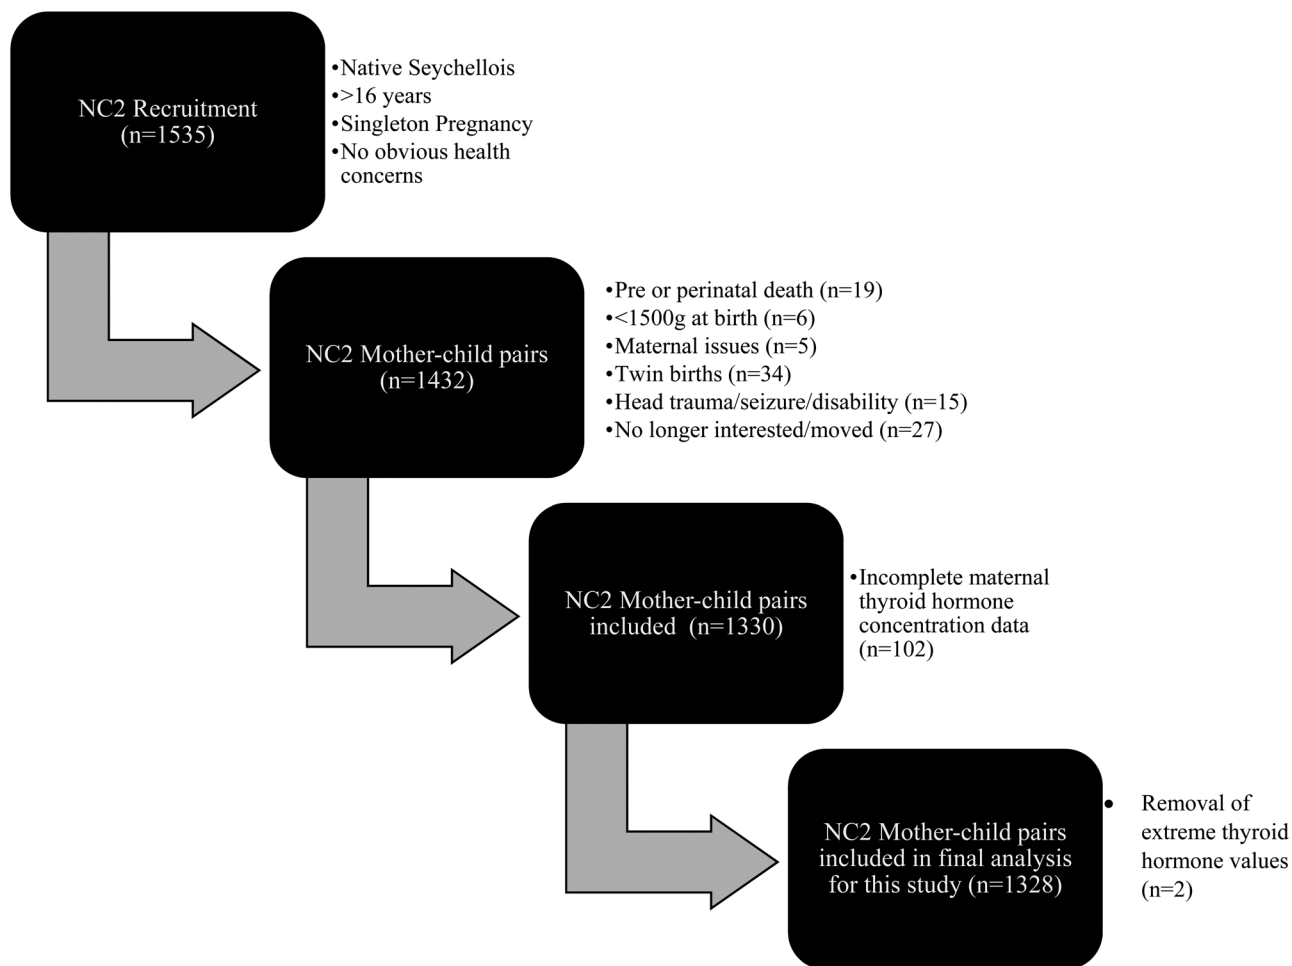 NC2 Recruitment
(n=1535)
•Native Seychellois
•>16 years
•Singleton Pregnancy
•No obvious health
concerns
NC2 Mother-child pairs
(n=1432)
•Pre or perinatal death (n=19)
•<1500g at birth (n=6)
•Maternal issues (n=5)
•Twin births (n=34)
•Head trauma/seizure/disability (n=15)
•No longer interested/moved (n=27)
NC2 Mother-child pairs
included (n=1330)
•Incomplete maternal
thyroid hormone
concentration data
(n=102)
NC2 Mother-child pairs
included in final analysis
for this study (n=1328)
• Removal of
extreme thyroid
hormone values
(n=2)